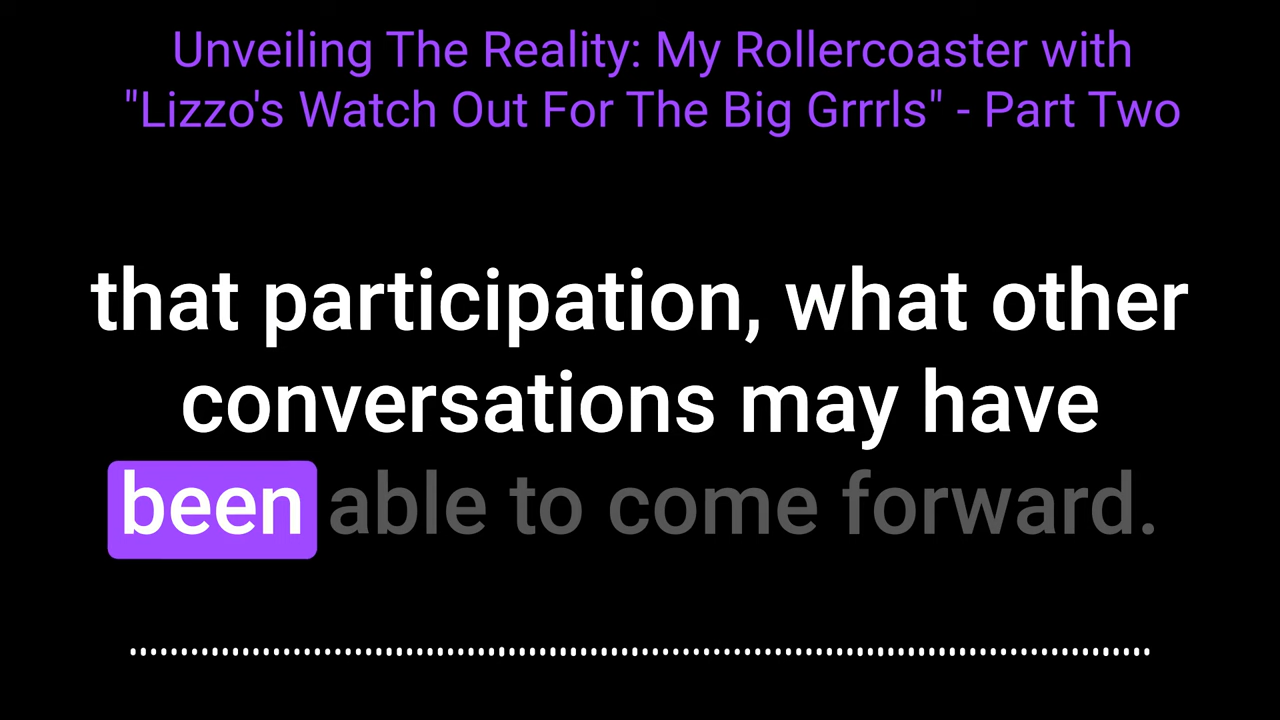 Unveiling The Reality: My Rollercoaster with
"Lizzo's Watch Out For The Big Grrrls" - Part Two
that participation, what other
conversations may have
been able to come forward.